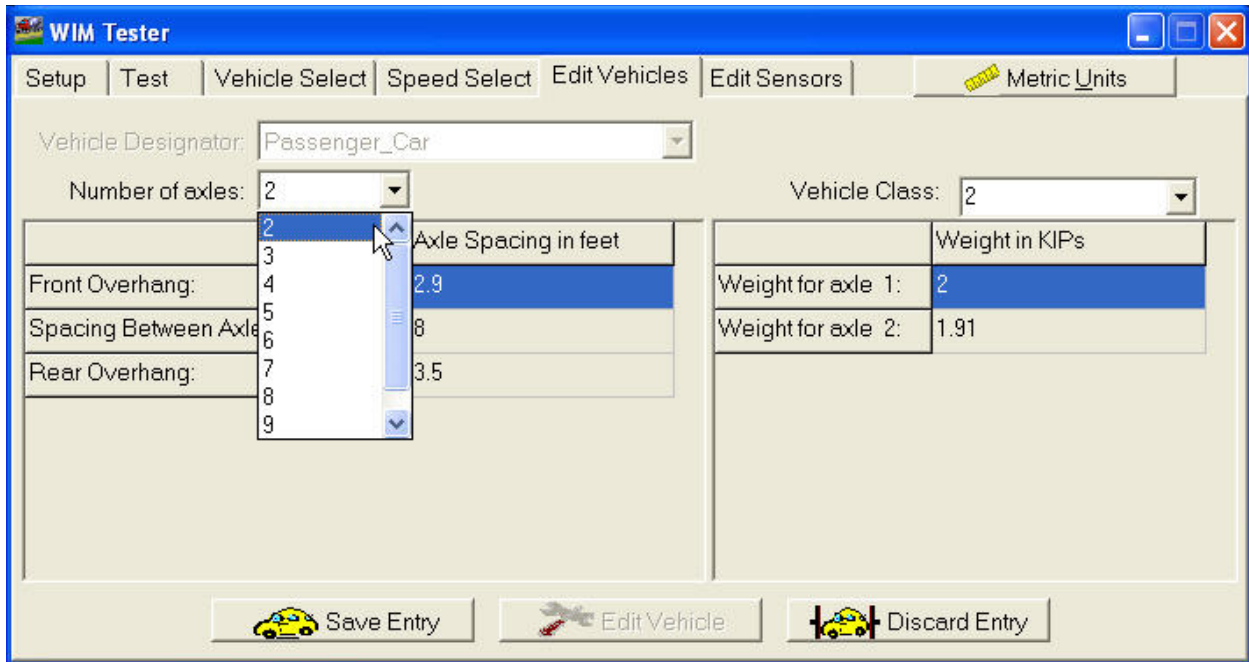 WIM Tester
Setup Test Vehicle Select Speed Select Edit Vehicles Edit Sensors Metric Units
Vehicle Designator: Passenger_Car
Number of axles: 2 Vehicle Class: 2
2
3
4
5
6
7
8
9
Axle Spacing in feet
Front Overhang: 2.9
Spacing Between Axle 8
Rear Overhang: 3.5
Weight in KIPs
Weight for axle 1: 2
Weight for axle 2: 1.91
Save Entry Edit Vehicle Discard Entry